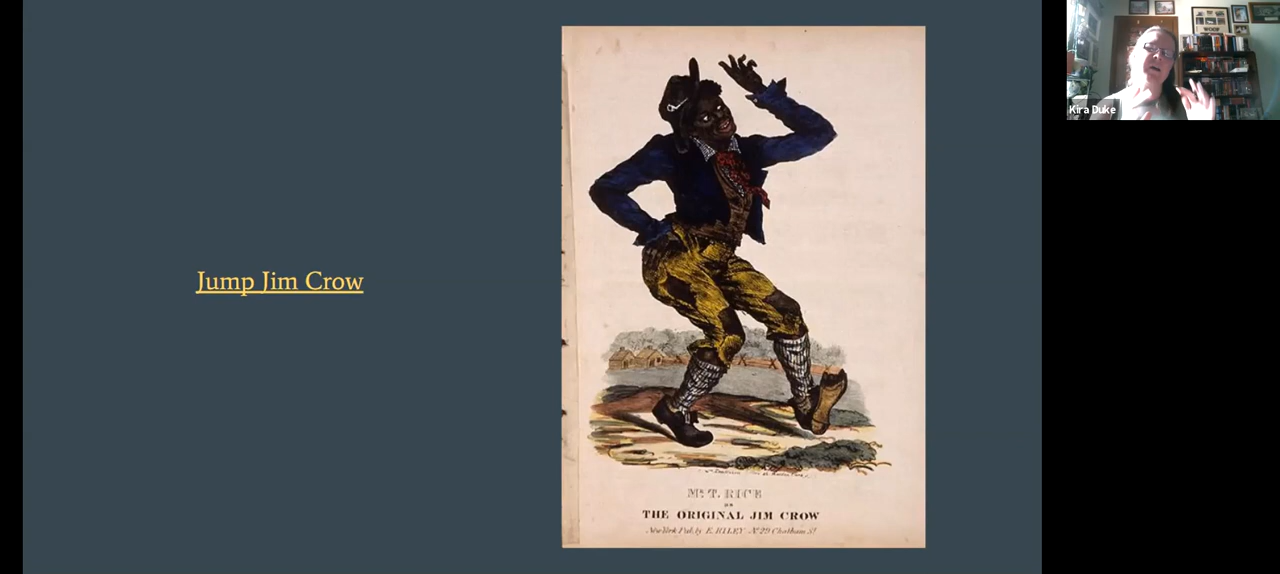 Jump Jim Crow
Mr. T. RICE
THE ORIGINAL JIM CROW
New York Pub. by E. RILEY No. 29 Chatham St.
Kira Duke